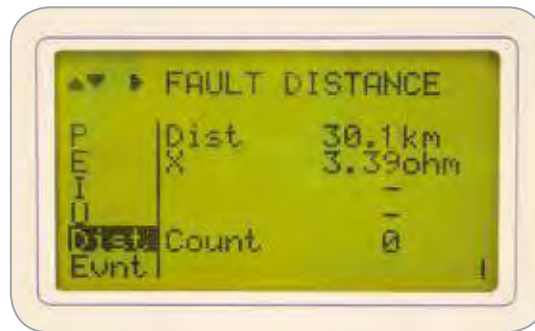 FAULT DISTANCE
P Dist 30.1km
E X 3.39ohm
I -
U -
Dist Count 0
Evnt